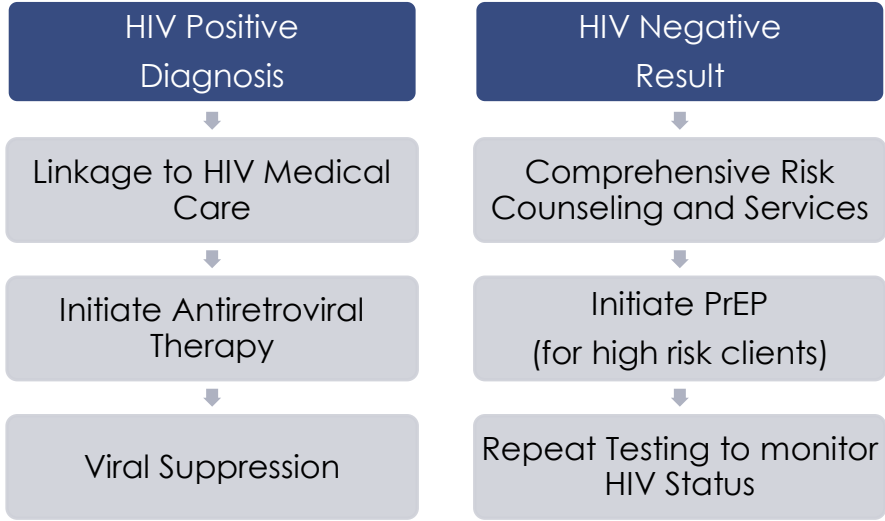 HIV Positive
Diagnosis
Linkage to HIV Medical
Care
Initiate Antiretroviral
Therapy
Viral Suppression
HIV Negative
Result
Comprehensive Risk
Counseling and Services
Initiate PrEP
(for high risk clients)
Repeat Testing to monitor
HIV Status